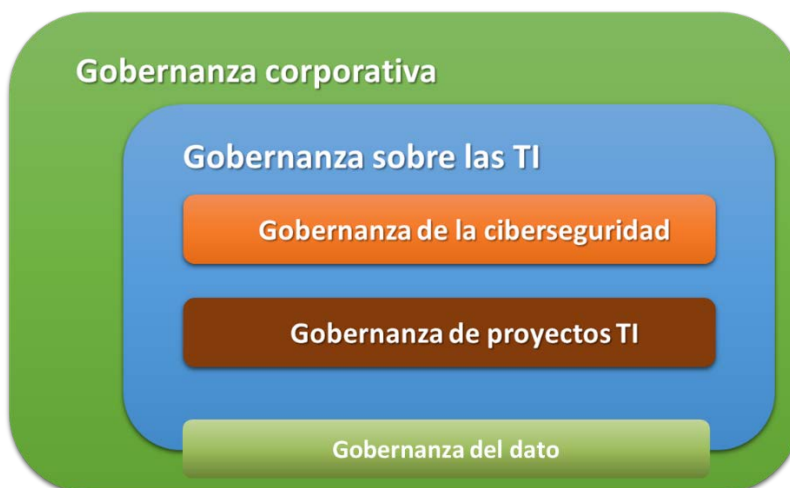 Gobernanza corporativa
Gobernanza sobre las TI
Gobernanza de la ciberseguridad
Gobernanza de proyectos TI
Gobernanza del dato